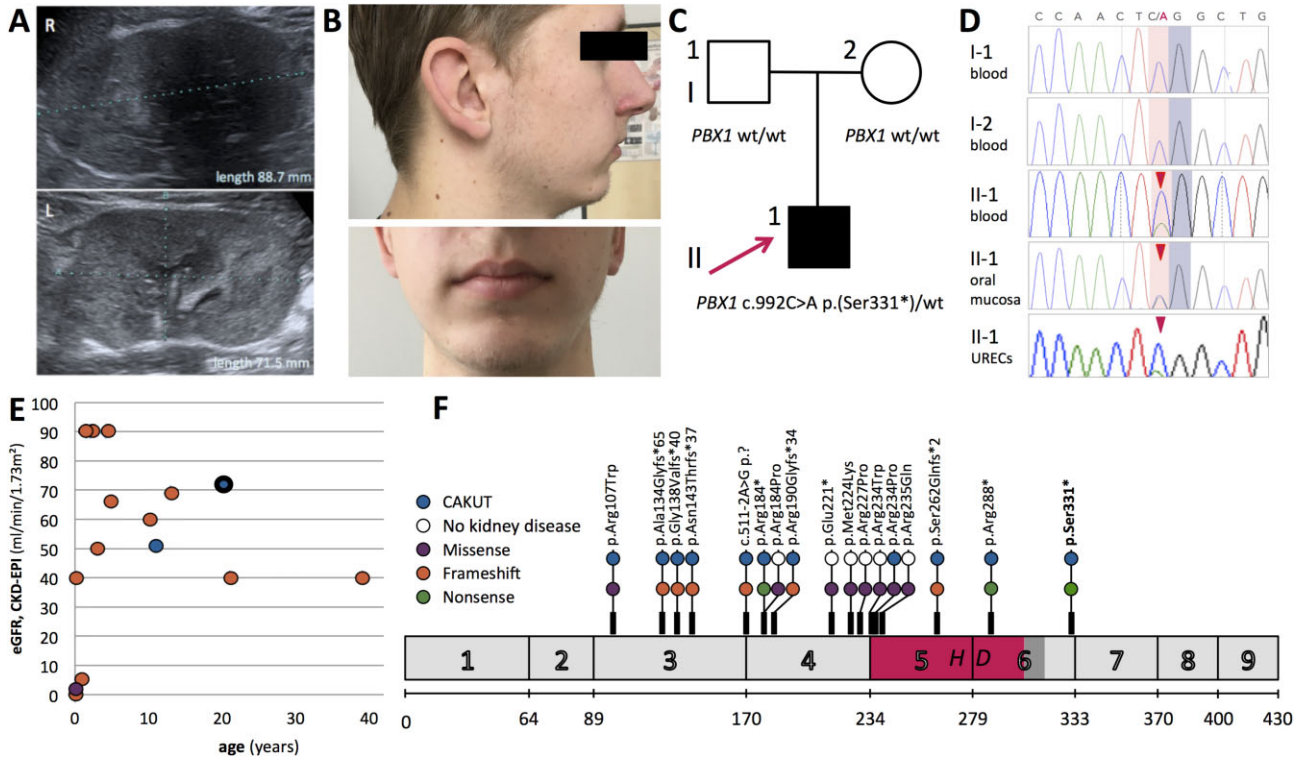 A
R
length 88.7 mm
L
length 71.5 mm
B
C
1
I
2
PBX1 wt/wt
PBX1 wt/wt
1
II
PBX1 c.992C>A p.(Ser331*)/wt
D
C C A A C T C/A G G C T G
I-1
blood
I-2
blood
II-1
blood
II-1
oral
mucosa
II-1
URECs
E
eGFR, CKD-EPI (ml/min/1.73m²)
100
90
80
70
60
50
40
30
20
10
0
0 10 20 30 40
age (years)
F
CAKUT
No kidney disease
Missense
Frameshift
Nonsense
p.Arg107Trp
p.Ala134Glyfs*65
p.Gly138Valfs*40
p.Asn143Thrfs*37
c.511-2A>G p.?
p.Arg184*
p.Arg184Pro
p.Arg190Glyfs*34
p.Glu221*
p.Met224Lys
p.Arg227Pro
p.Arg234Trp
p.Arg234Pro
p.Arg235Gln
p.Ser262Glnfs*2
p.Arg288*
p.Ser331*
1 2 3 4 5 H D 6 7 8 9
0 64 89 170 234 279 333 370 400 430